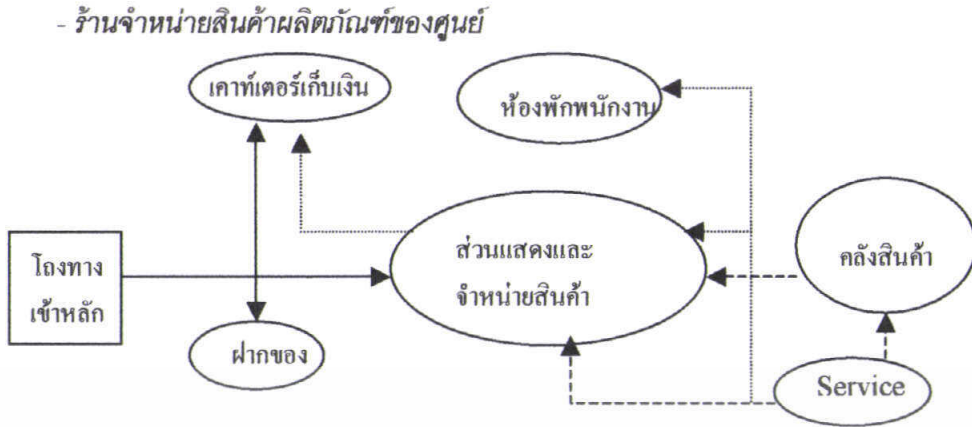 - ร้านจำหน่ายสินค้าผลิตภัณฑ์ของศูนย์
เคาท์เตอร์เก็บเงิน
ห้องพักพนักงาน
โถงทาง
เข้าหลัก
ส่วนแสดงและ
จำหน่ายสินค้า
คลังสินค้า
ฝากของ
Service